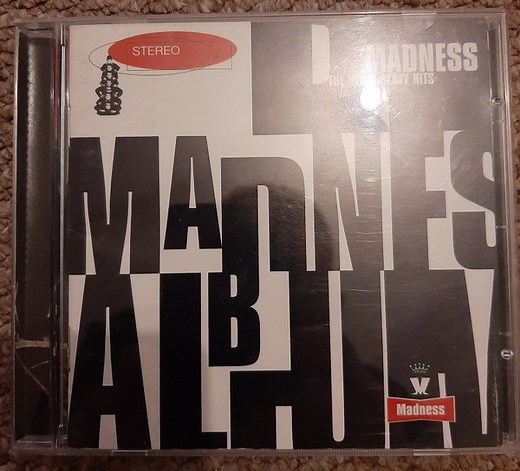 STEREO
MADNESS
THE HEAVY HEAVY HITS
MADNES
ALBUM
Madness